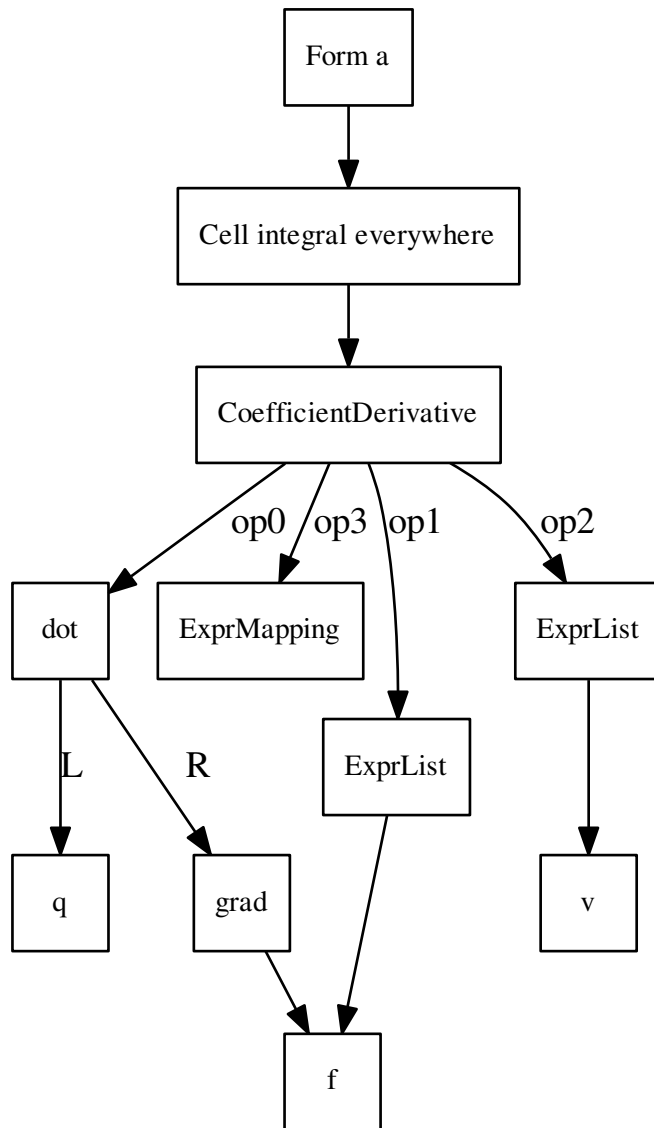 Form a
Cell integral everywhere
CoefficientDerivative
op0
op3
op1
op2
dot
ExprMapping
ExprList
L
R
ExprList
q
grad
v
f